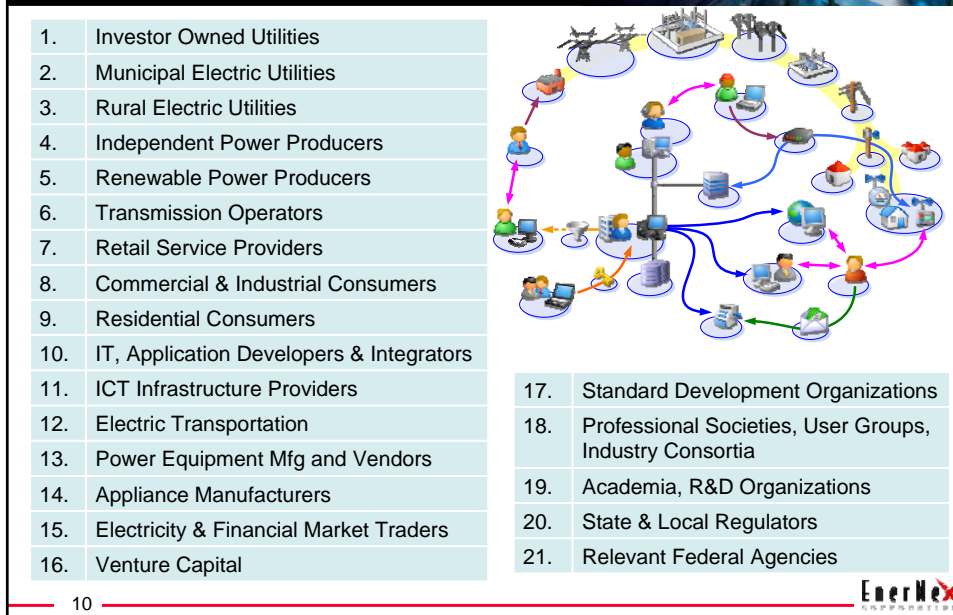 1. Investor Owned Utilities
2. Municipal Electric Utilities
3. Rural Electric Utilities
4. Independent Power Producers
5. Renewable Power Producers
6. Transmission Operators
7. Retail Service Providers
8. Commercial & Industrial Consumers
9. Residential Consumers
10. IT, Application Developers & Integrators
11. ICT Infrastructure Providers
12. Electric Transportation
13. Power Equipment Mfg and Vendors
14. Appliance Manufacturers
15. Electricity & Financial Market Traders
16. Venture Capital
17. Standard Development Organizations
18. Professional Societies, User Groups,
Industry Consortia
19. Academia, R&D Organizations
20. State & Local Regulators
21. Relevant Federal Agencies
10
EnerNex